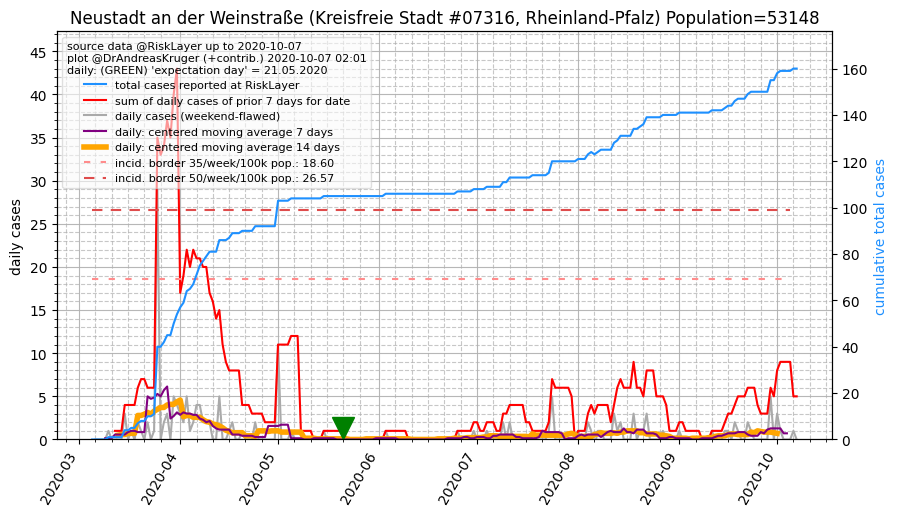 Neustadt an der Weinstraße (Kreisfreie Stadt #07316, Rheinland-Pfalz) Population=53148
source data @RiskLayer up to 2020-10-07
plot @DrAndreasKruger (+contrib.) 2020-10-07 02:01
daily: (GREEN) 'expectation day' = 21.05.2020
total cases reported at RiskLayer
sum of daily cases of prior 7 days for date
daily cases (weekend-flawed)
daily: centered moving average 7 days
daily: centered moving average 14 days
incid. border 35/week/100k pop.: 18.60
incid. border 50/week/100k pop.: 26.57
daily cases
45
40
35
30
25
20
15
10
5
0
160
140
120
100
80
60
40
20
0
cumulative total cases
2020-03
2020-04
2020-05
2020-06
2020-07
2020-08
2020-09
2020-10